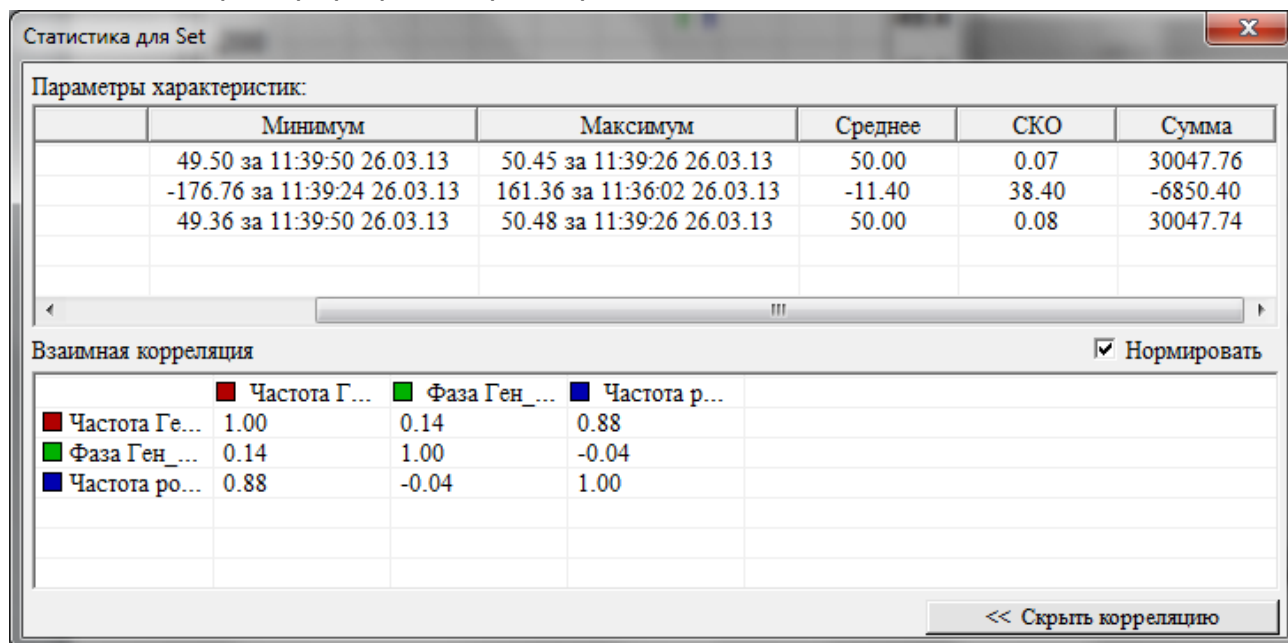 Статистика для Set
Параметры характеристик:
Минимум Максимум Среднее СКО Сумма
49.50 за 11:39:50 26.03.13 50.45 за 11:39:26 26.03.13 50.00 0.07 30047.76
-176.76 за 11:39:24 26.03.13 161.36 за 11:36:02 26.03.13 -11.40 38.40 -6850.40
49.36 за 11:39:50 26.03.13 50.48 за 11:39:26 26.03.13 50.00 0.08 30047.74
Взаимная корреляция Нормировать
Частота Г... Фаза Ген_... Частота р...
Частота Ге... 1.00 0.14 0.88
Фаза Ген_... 0.14 1.00 -0.04
Частота ро... 0.88 -0.04 1.00
<< Скрыть корреляцию